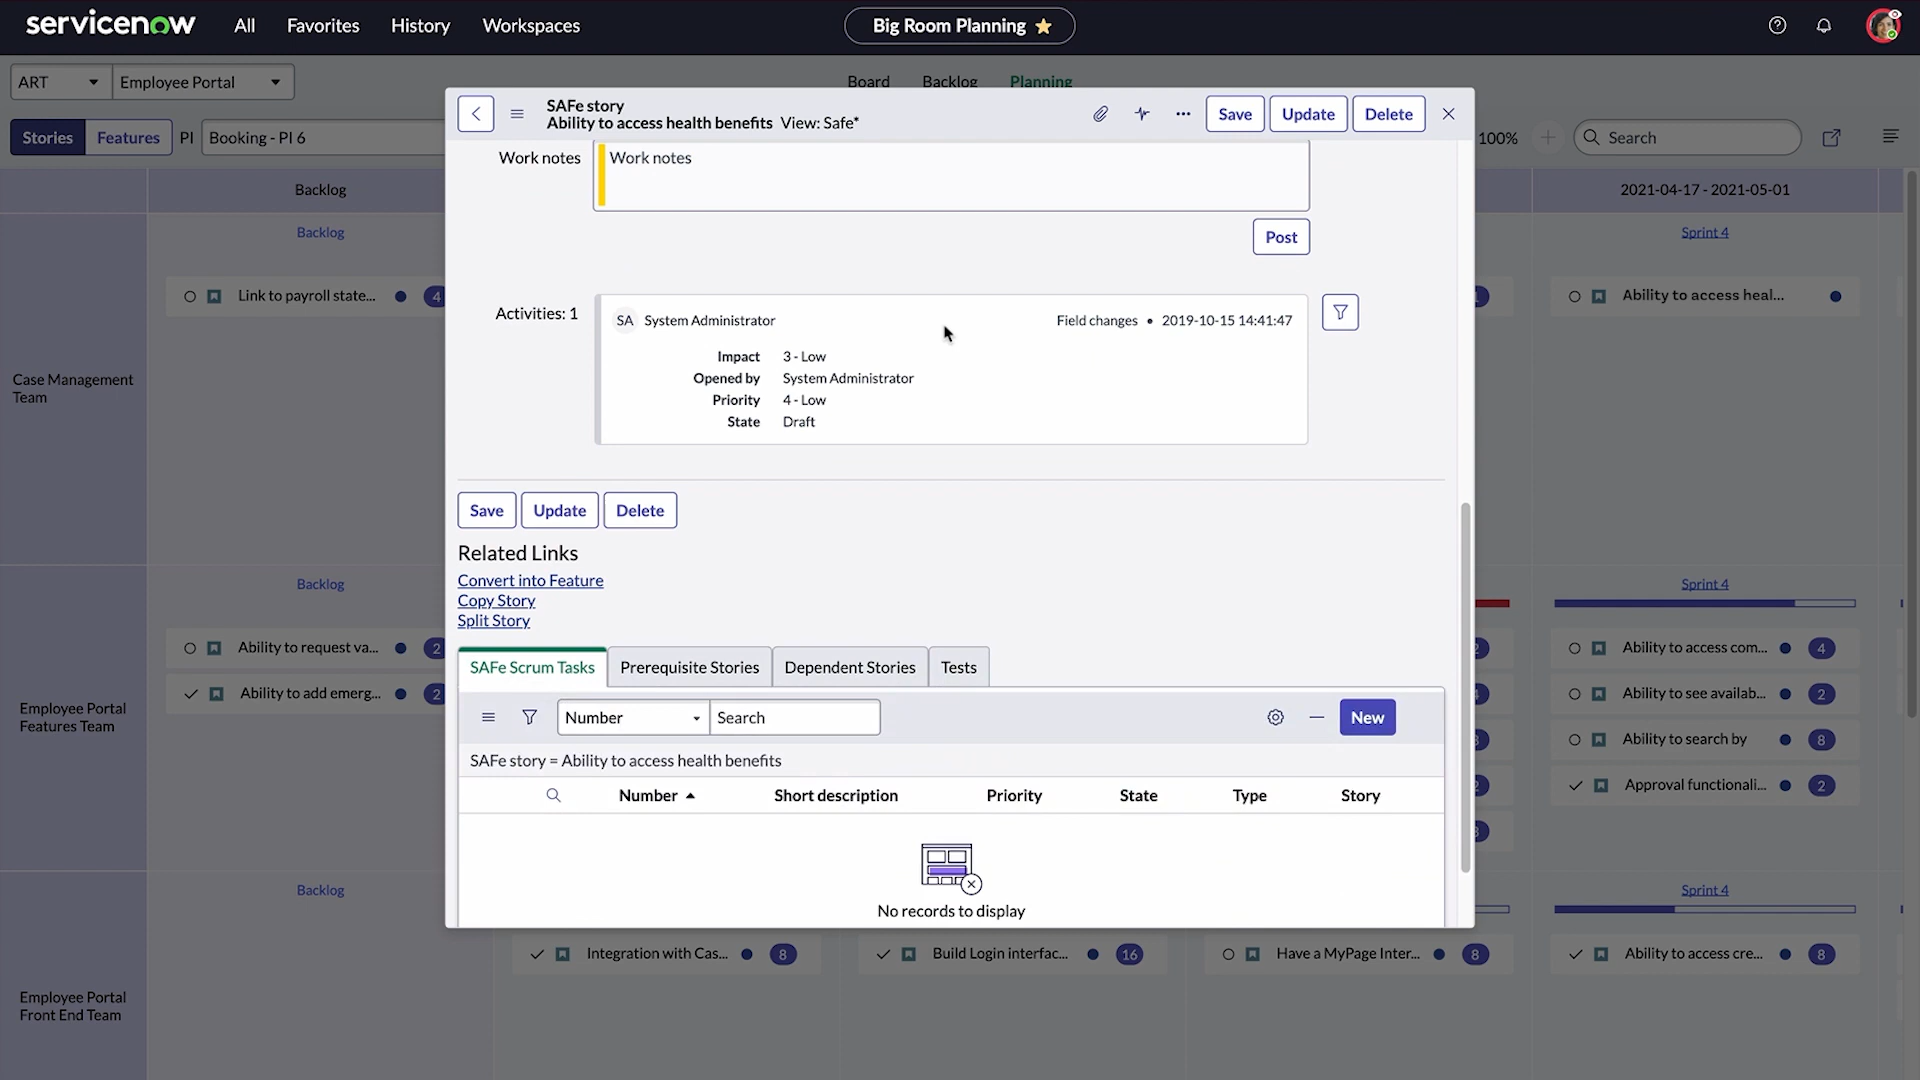 servicenow
All
Favorites
History
Workspaces
Big Room Planning
ART
Employee Portal
Board
Backlog
Planning
Stories
Features
PI
Booking - PI 6
100%
Search
SAFe story
Ability to access health benefits View: Safe*
Save
Update
Delete
Backlog
2021-04-17 - 2021-05-01
Case Management
Team
Backlog
Link to payroll state...
4
Sprint 4
Ability to access heal...
Work notes
Work notes
Post
Activities: 1
SA
System Administrator
Field changes • 2019-10-15 14:41:47
Impact 3 - Low
Opened by System Administrator
Priority 4 - Low
State Draft
Save
Update
Delete
Related Links
Convert into Feature
Copy Story
Split Story
SAFe Scrum Tasks
Prerequisite Stories
Dependent Stories
Tests
Number
Search
New
SAFe story = Ability to access health benefits
Number
Short description
Priority
State
Type
Story
No records to display
Employee Portal
Features Team
Backlog
Ability to request va...
2
Ability to add emerg...
2
Sprint 4
Ability to access com...
4
Ability to see availab...
2
Ability to search by
8
Approval functionali...
2
Employee Portal
Front End Team
Backlog
Integration with Cas...
8
Build Login interfac...
16
Have a MyPage Inter...
8
Sprint 4
Ability to access cre...
8